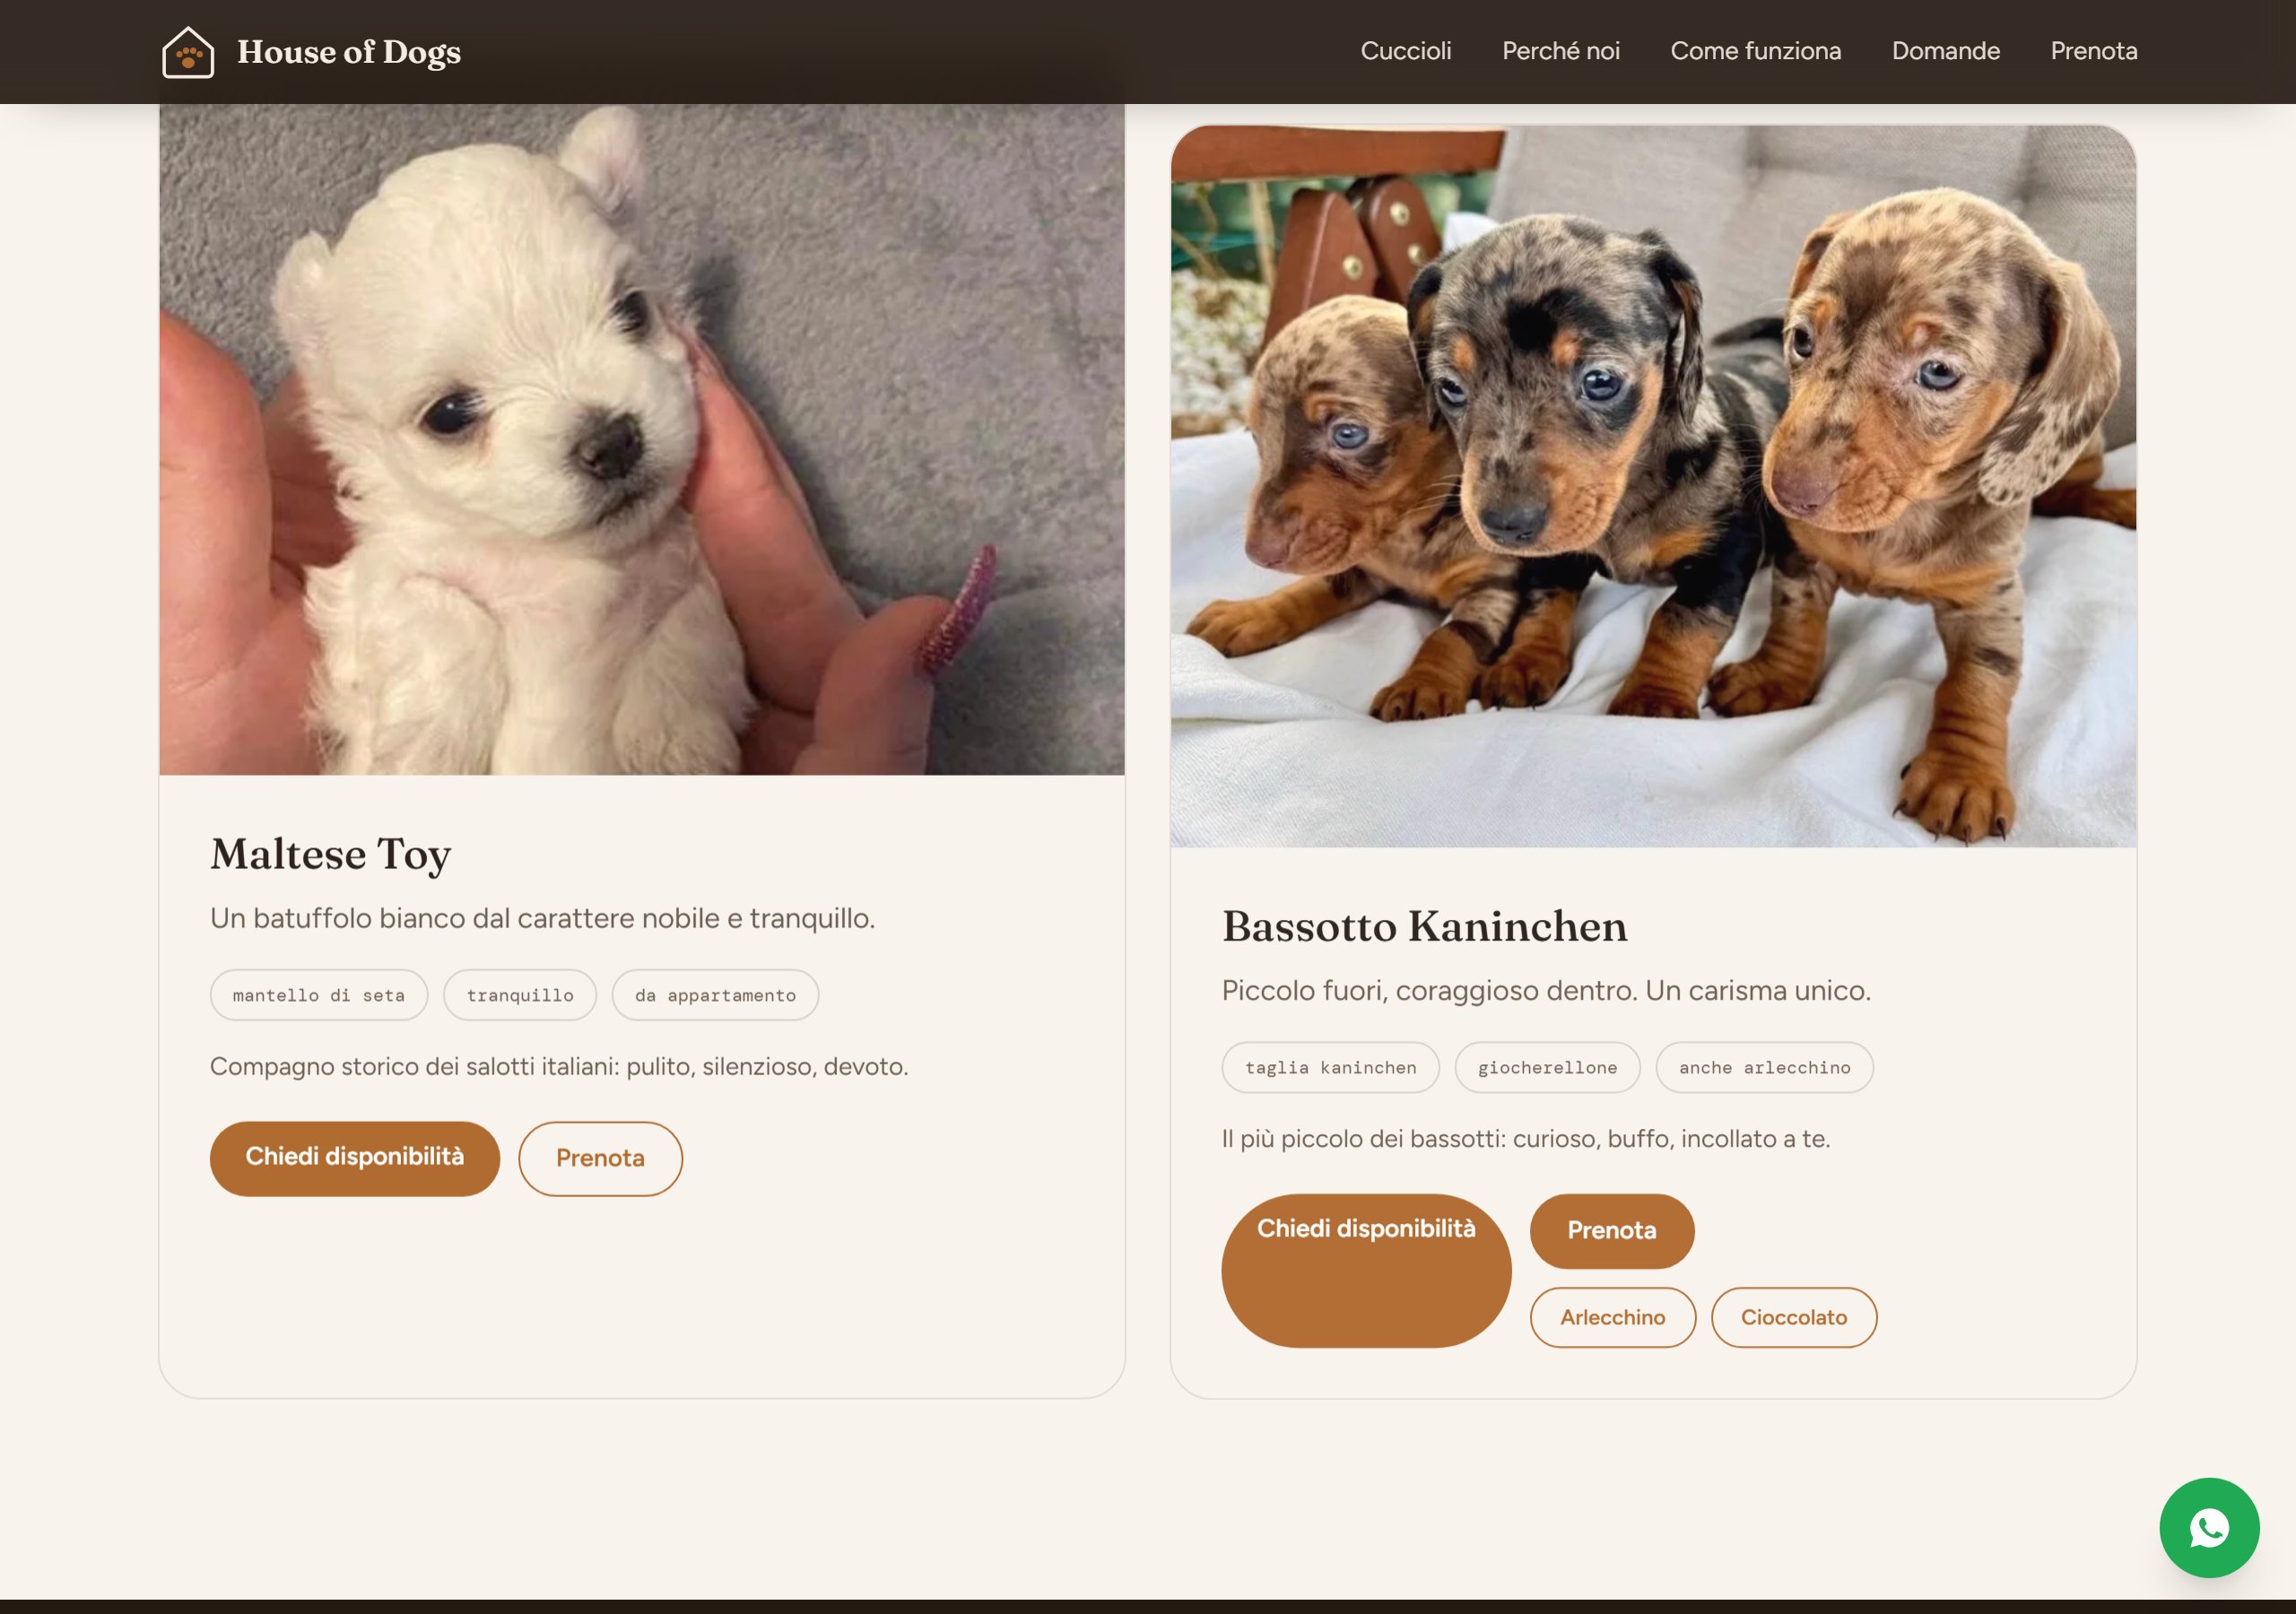 House of Dogs
Cuccioli Perché noi Come funziona Domande Prenota
Maltese Toy
Un batuffolo bianco dal carattere nobile e tranquillo.
mantello di seta tranquillo da appartamento
Compagno storico dei salotti italiani: pulito, silenzioso, devoto.
Chiedi disponibilità Prenota
Bassotto Kaninchen
Piccolo fuori, coraggioso dentro. Un carisma unico.
taglia kaninchen giocherellone anche arlecchino
Il più piccolo dei bassotti: curioso, buffo, incollato a te.
Chiedi disponibilità Prenota
Arlecchino Cioccolato